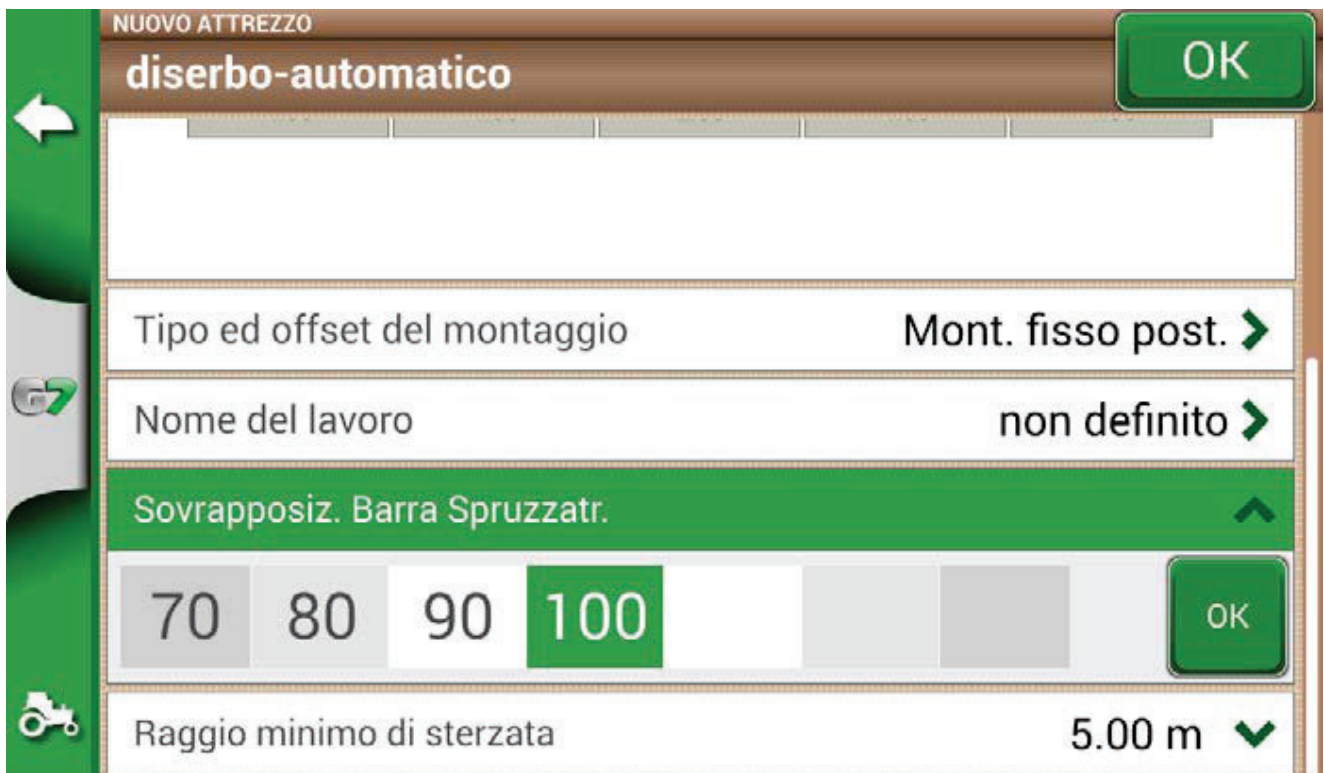 NUOVO ATTREZZO
diserbo-automatico
OK
Tipo ed offset del montaggio Mont. fisso post.
G7
Nome del lavoro non definito
Sovrapposiz. Barra Spruzzatr.
70 80 90 100 OK
Raggio minimo di sterzata 5.00 m